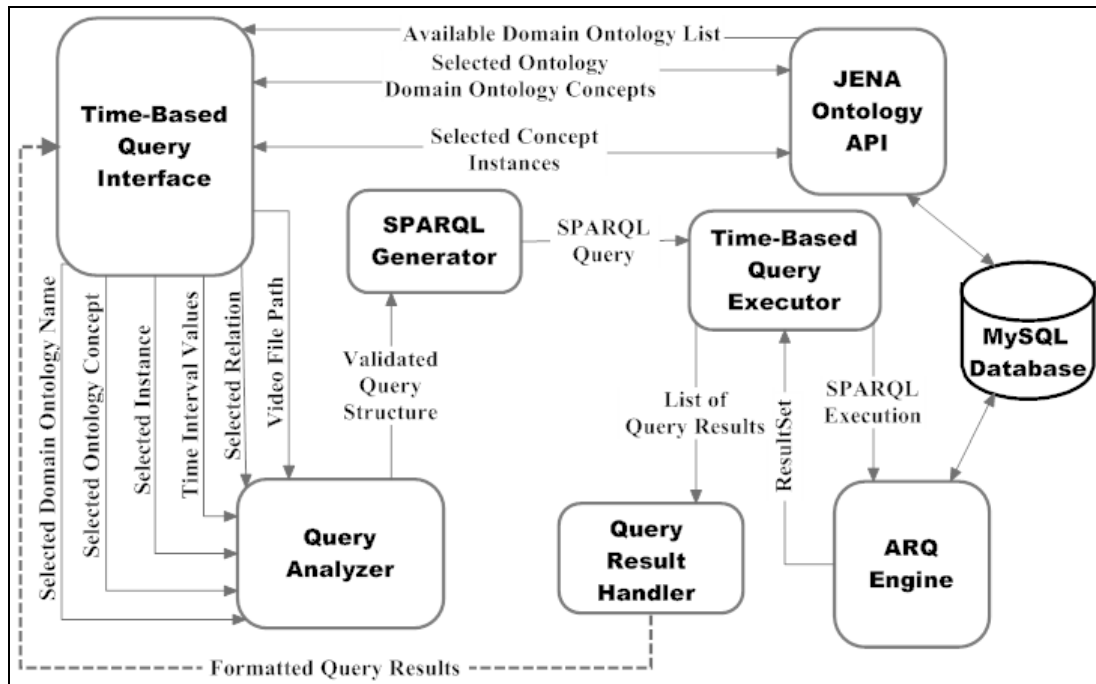 Available Domain Ontology List
Selected Ontology
Domain Ontology Concepts
Selected Concept
Instances
Time-Based
Query
Interface
JENA
Ontology
API
SPARQL
Generator
SPARQL
Query
Time-Based
Query
Executor
MySQL
Database
Selected Domain Ontology Name
Selected Ontology Concept
Selected Instance
Time Interval Values
Selected Relation
Video File Path
Validated
Query
Structure
List of
Query Results
ResultSet
SPARQL
Execution
Query
Analyzer
Query
Result
Handler
ARQ
Engine
Formatted Query Results